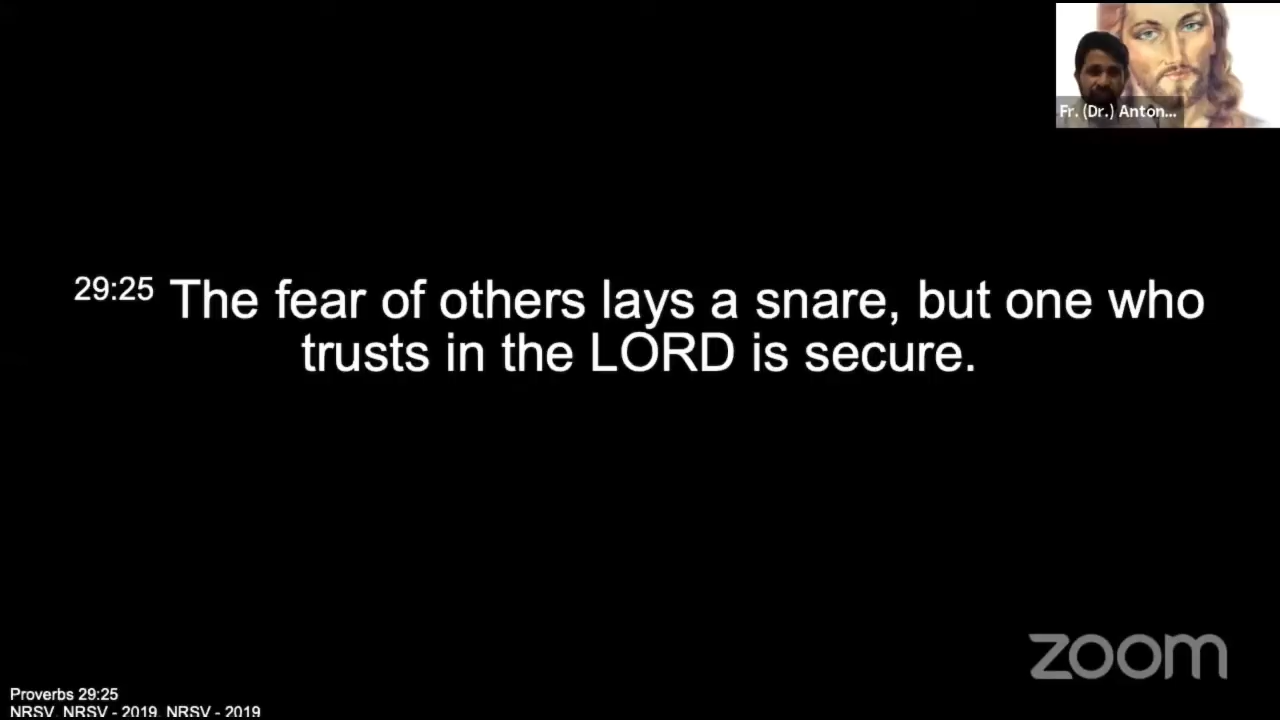 Fr. (Dr.) Anton...
29:25 The fear of others lays a snare, but one who
trusts in the LORD is secure.
zoom
Proverbs 29:25
NRSV, NRSV - 2019, NRSV - 2019